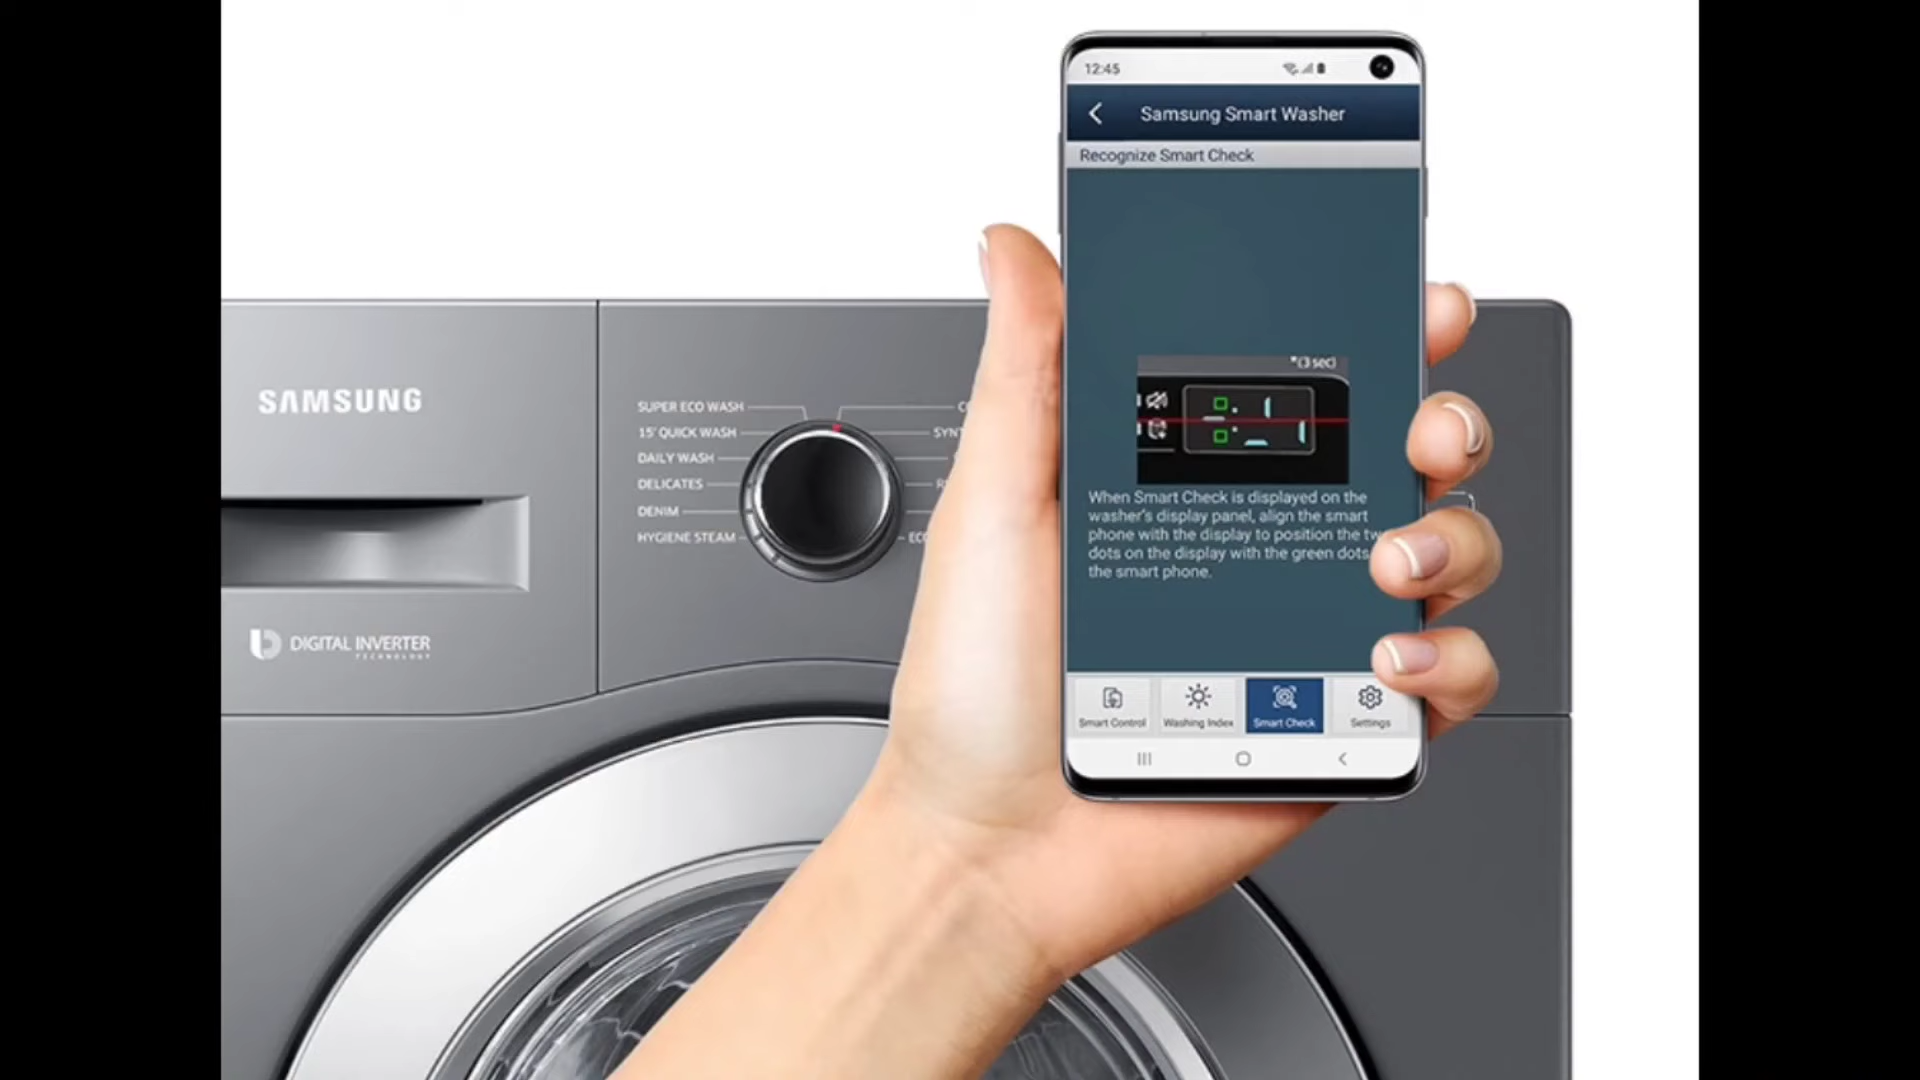 SAMSUNG
DIGITAL INVERTER
TECHNOLOGY
SUPER ECO WASH
15' QUICK WASH
DAILY WASH
DELICATES
DENIM
HYGIENE STEAM
12:45
Samsung Smart Washer
Recognize Smart Check
*(3 sec)
When Smart Check is displayed on the
washer's display panel, align the smart
phone with the display to position the
dots on the display with the green dots
the smart phone.
Smart Control
Washing Index
Smart Check
Settings